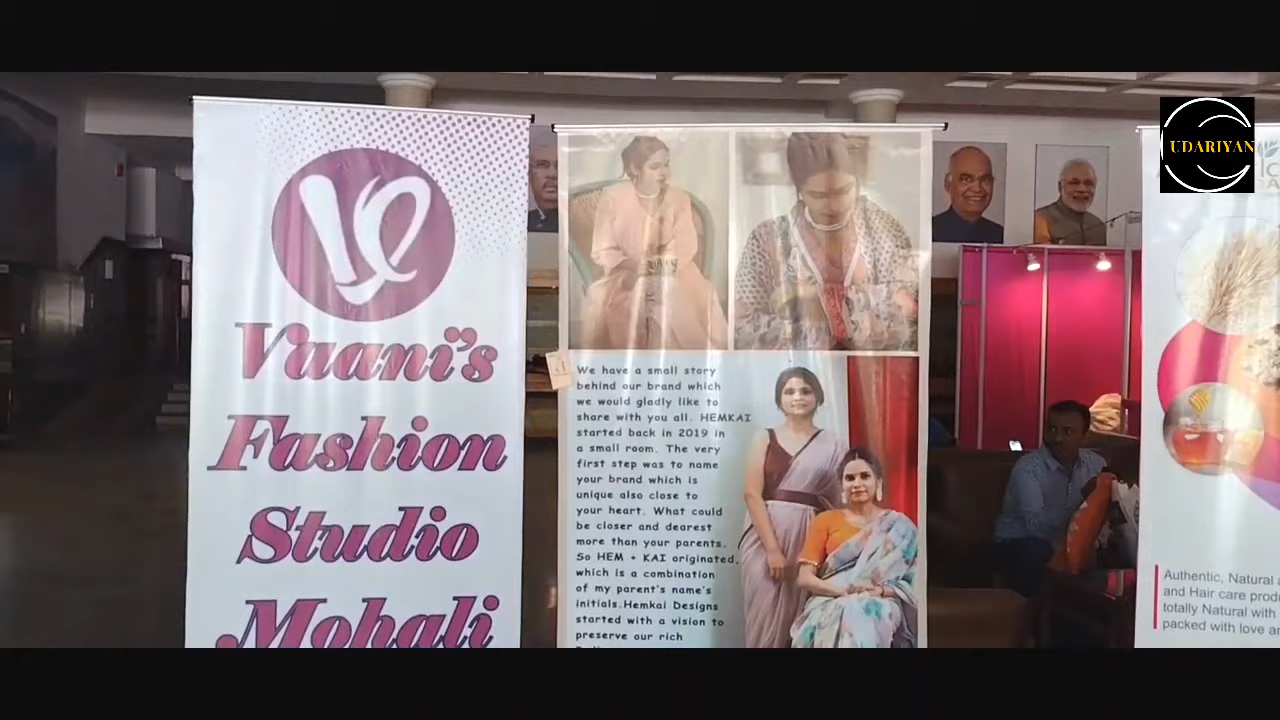 Vaani's
Fashion
Studio
Mohali
We have a small story
behind our brand which
we would gladly like to
share with you all. HEMKAI
started back in 2019 in
a small room. The very
first step was to name
your brand which is
unique also close to
your heart. What could
be closer and dearest
more than your parents.
So HEM + KAI originated,
which is a combination
of my parent's name's
initials.Hemkai Designs
started with a vision to
preserve our rich
UDARIYAN
Authentic, Natural
and Hair care
totally Natural with
packed with love